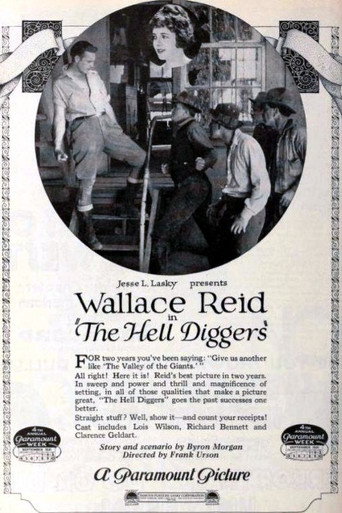 Jesse L. Lasky presents
Wallace Reid
in
"The Hell Diggers"
FOR two years you've been saying: "Give us another
like 'The Valley of the Giants.'"
All right! Here it is! Reid's best picture in two years.
In sweep and power and thrill and magnificence of
setting, in all of those qualities that make a picture
great, "The Hell Diggers" goes the past successes one
better.
Straight stuff? Well, show it—and count your receipts!
Cast includes Lois Wilson, Richard Bennett and
Clarence Geldart.
4TH
ANNUAL
Paramount
WEEK
4TH
ANNUAL
Paramount
WEEK
Story and scenario by Byron Morgan
Directed by Frank Urson
A Paramount Picture
FAMOUS PLAYERS-LASKY CORPORATION